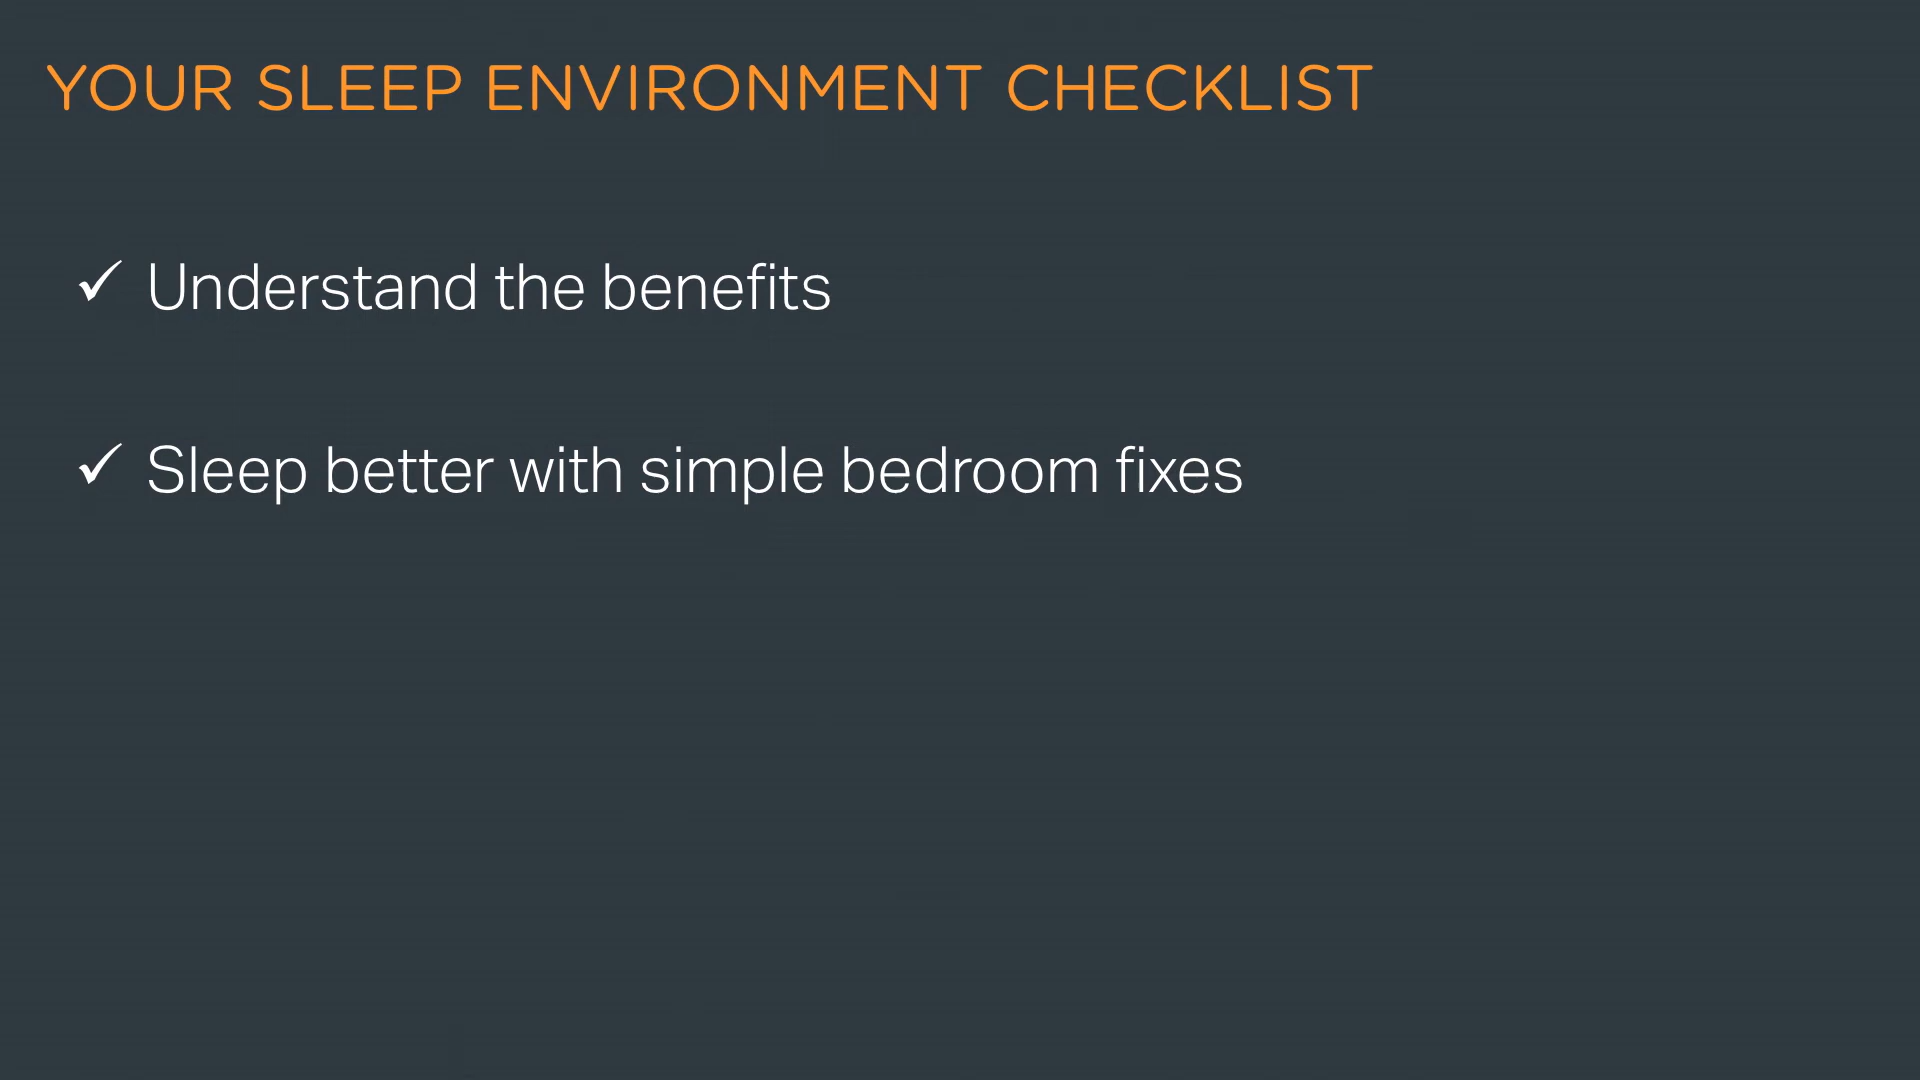 YOUR SLEEP ENVIRONMENT CHECKLIST
✓ Understand the benefits
✓ Sleep better with simple bedroom fixes